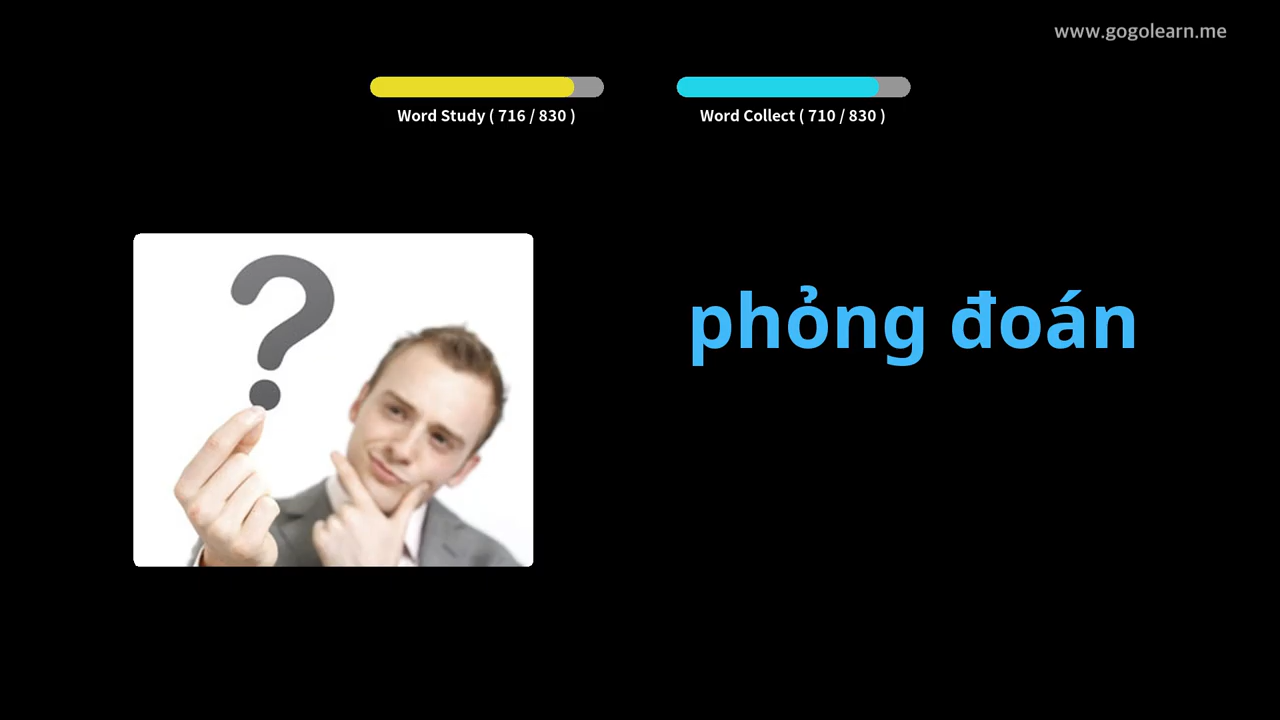 www.gogolearn.me
Word Study ( 716 / 830 )
Word Collect ( 710 / 830 )
?
phỏng đoán